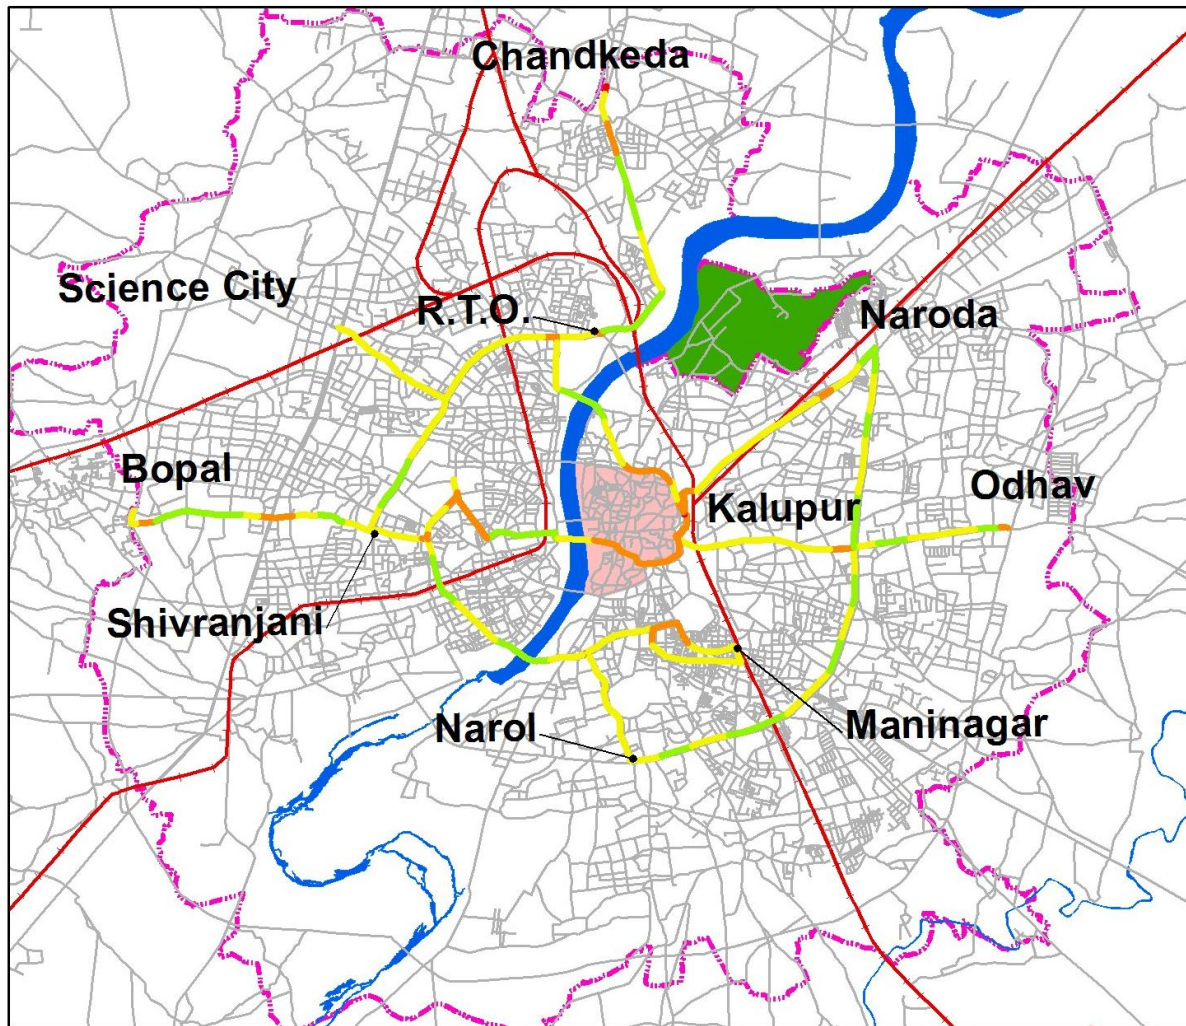 Chandkeda
Science City
R.T.O.
Naroda
Bopal
Odhav
Kalupur
Shivranjani
Narol
Maninagar